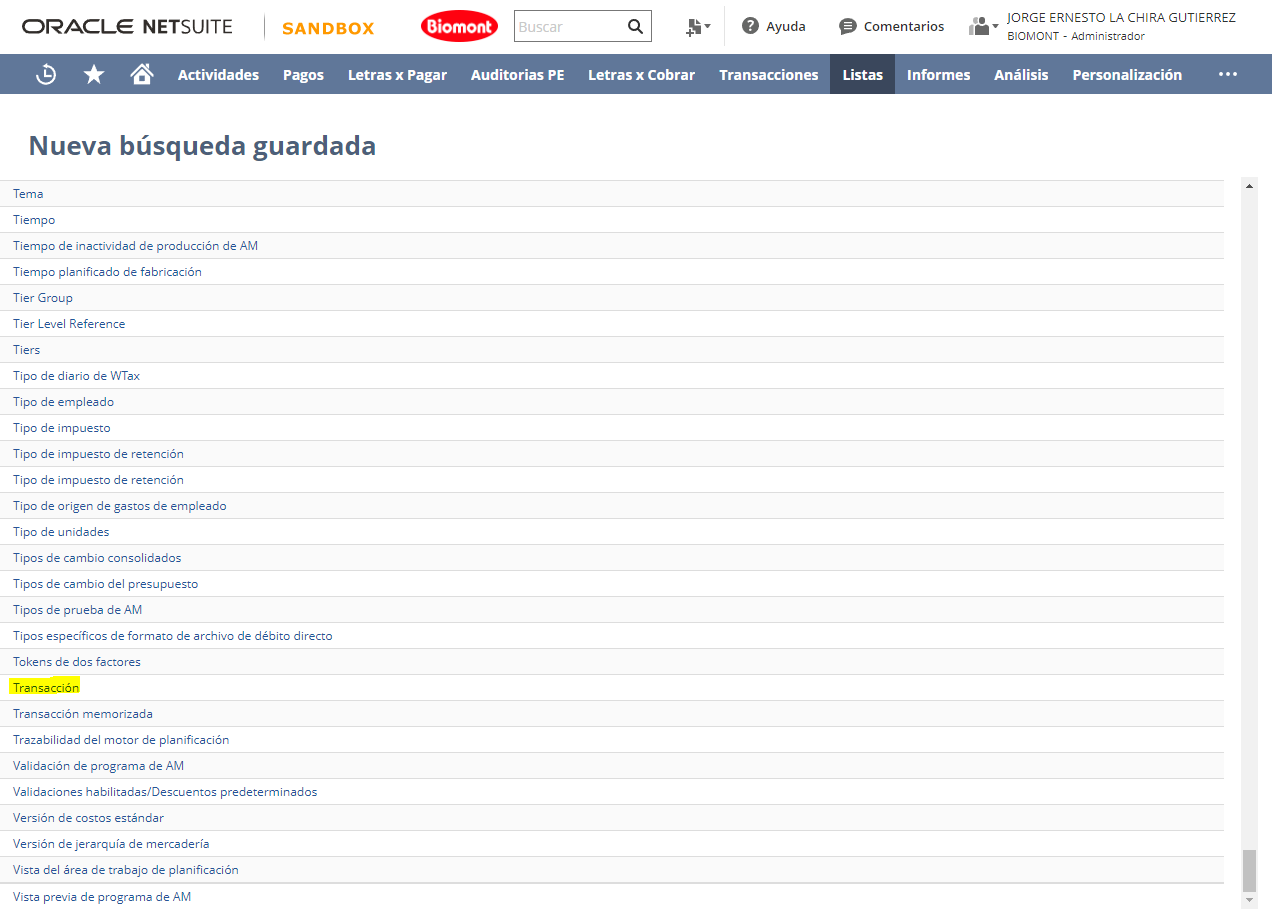 ORACLE NETSUITE
SANDBOX
Biomont
Buscar
Ayuda
Comentarios
JORGE ERNESTO LA CHIRA GUTIERREZ
BIOMONT - Administrador
Actividades Pagos Letras x Pagar Auditorias PE Letras x Cobrar Transacciones Listas Informes Análisis Personalización ...
Nueva búsqueda guardada
Tema
Tiempo
Tiempo de inactividad de producción de AM
Tiempo planificado de fabricación
Tier Group
Tier Level Reference
Tiers
Tipo de diario de WTax
Tipo de empleado
Tipo de impuesto
Tipo de impuesto de retención
Tipo de impuesto de retención
Tipo de origen de gastos de empleado
Tipo de unidades
Tipos de cambio consolidados
Tipos de cambio del presupuesto
Tipos de prueba de AM
Tipos específicos de formato de archivo de débito directo
Tokens de dos factores
Transacción
Transacción memorizada
Trazabilidad del motor de planificación
Validación de programa de AM
Validaciones habilitadas/Descuentos predeterminados
Versión de costos estándar
Versión de jerarquía de mercadería
Vista del área de trabajo de planificación
Vista previa de programa de AM